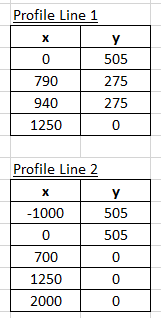 Profile Line 1
x y
0 505
790 275
940 275
1250 0
Profile Line 2
x y
-1000 505
0 505
700 0
1250 0
2000 0